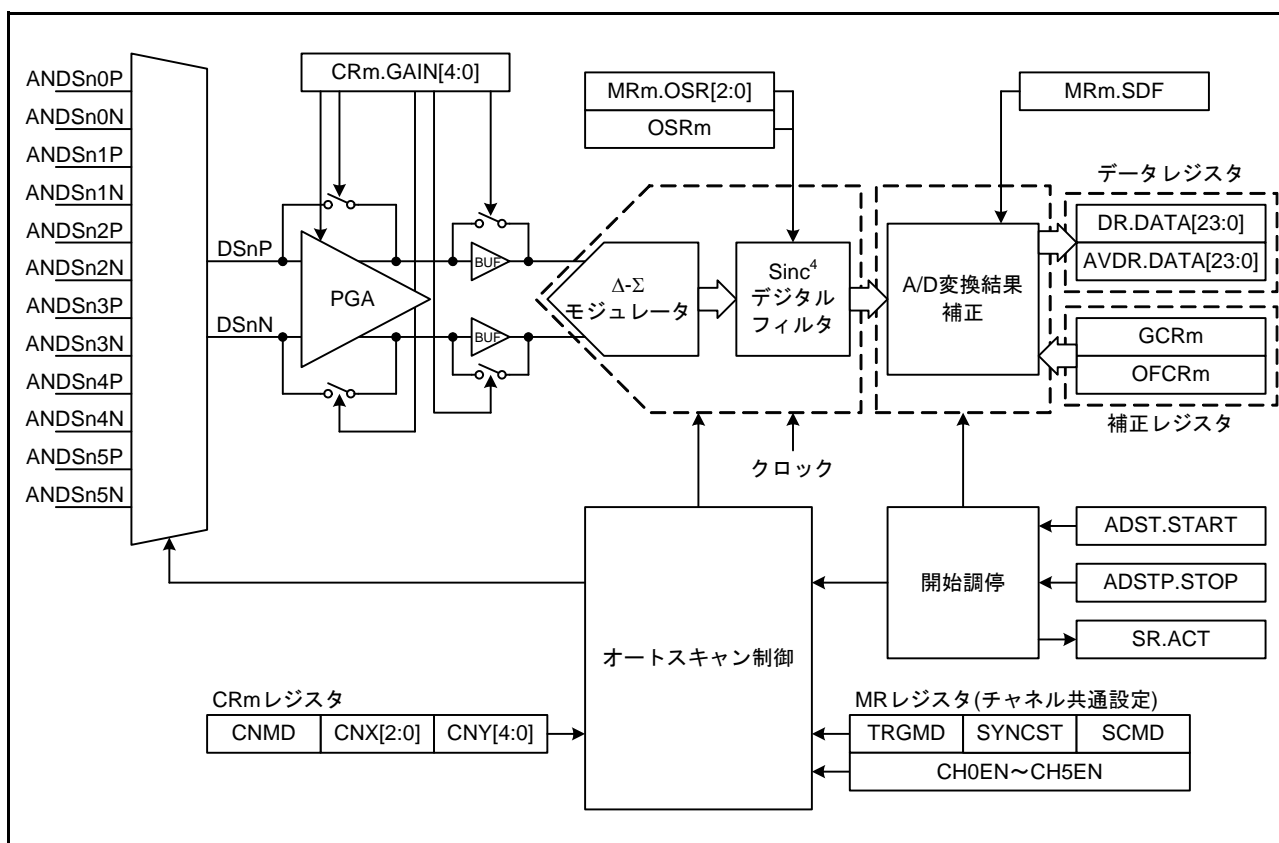 ANDSn0P
ANDSn0N
ANDSn1P
ANDSn1N
ANDSn2P
ANDSn2N
ANDSn3P
ANDSn3N
ANDSn4P
ANDSn4N
ANDSn5P
ANDSn5N
CRm.GAIN[4:0]
DSnP
DSnN
PGA
BUF
BUF
MRm.OSR[2:0]
OSRm
Δ-Σ
モジュレータ
Sinc⁴
デジタル
フィルタ
クロック
MRm.SDF
A/D変換結果
補正
データレジスタ
DR.DATA[23:0]
AVDR.DATA[23:0]
GCRm
OFCRm
補正レジスタ
オートスキャン制御
開始調停
ADST.START
ADSTP.STOP
SR.ACT
CRmレジスタ
CNMD
CNX[2:0]
CNY[4:0]
MRレジスタ(チャネル共通設定)
TRGMD
SYNCST
SCMD
CH0EN～CH5EN